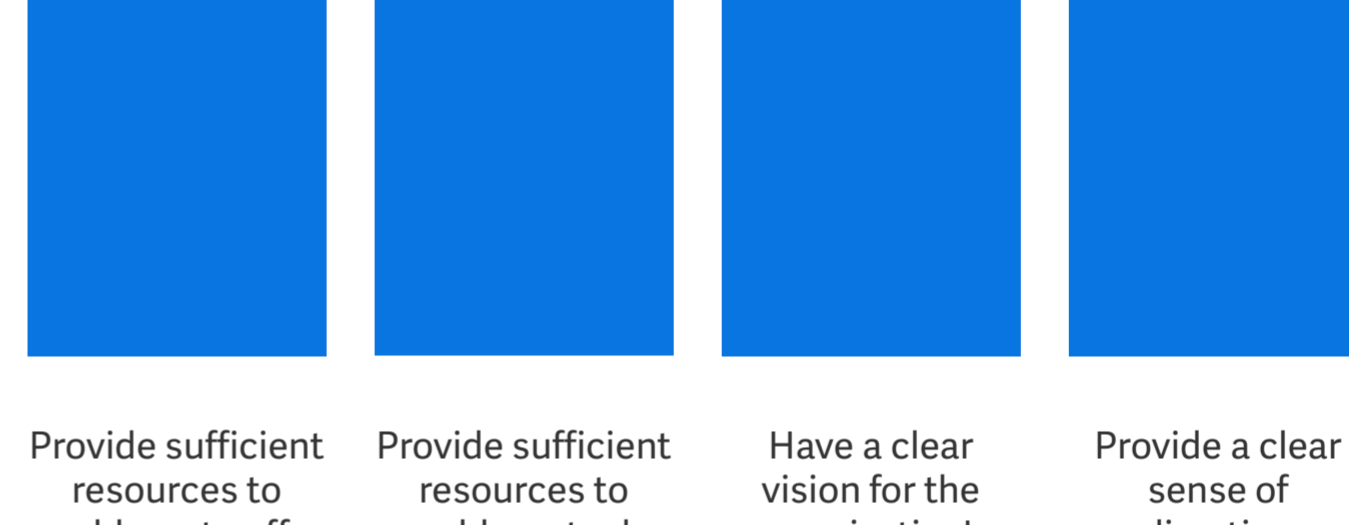 Provide sufficient
resources to
Provide sufficient
resources to
Have a clear
vision for the
Provide a clear
sense of